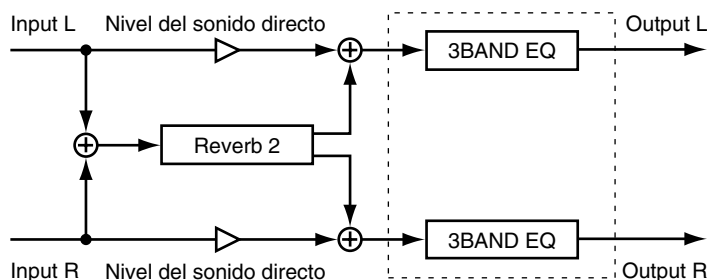 Input L Nivel del sonido directo Output L
3BAND EQ
Reverb 2
3BAND EQ
Input R Nivel del sonido directo Output R